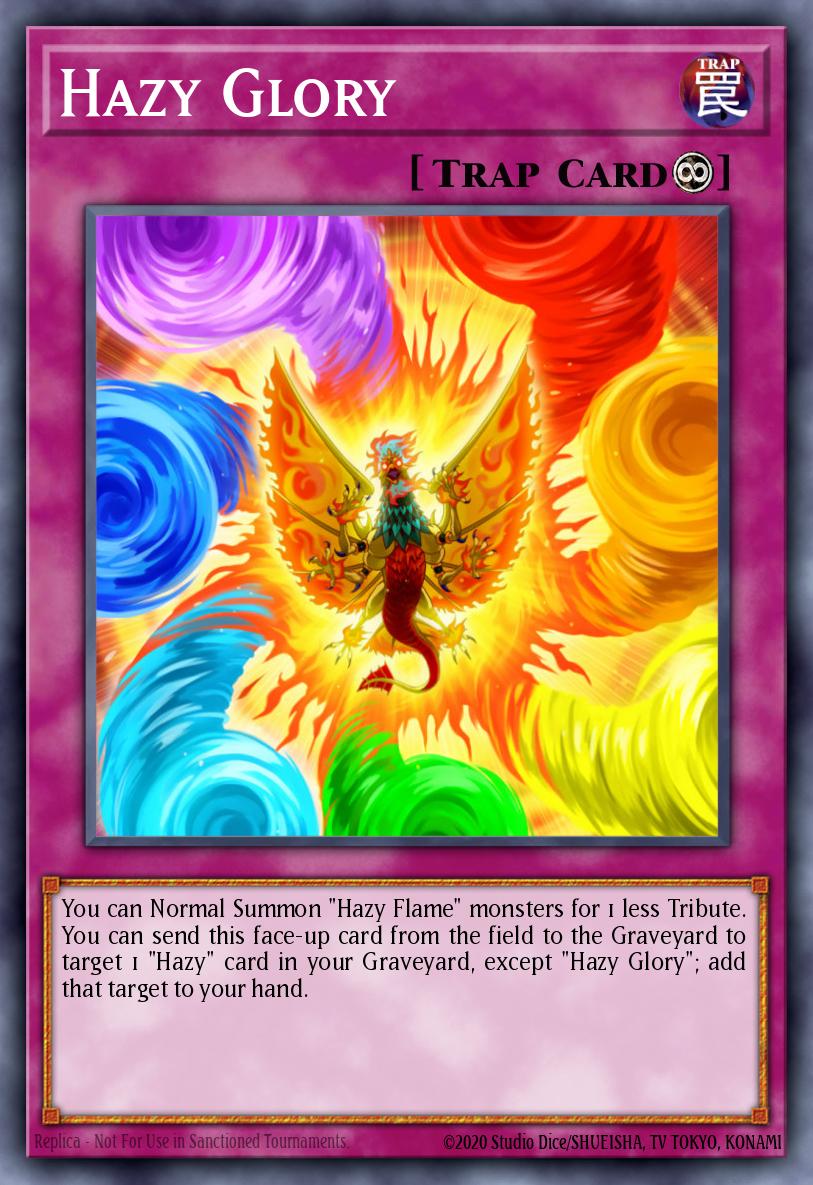 Hazy Glory
TRAP
罠
[ Trap Card ∞ ]
You can Normal Summon "Hazy Flame" monsters for 1 less Tribute.
You can send this face-up card from the field to the Graveyard to
target 1 "Hazy" card in your Graveyard, except "Hazy Glory"; add
that target to your hand.
Replica - Not For Use in Sanctioned Tournaments.
©2020 Studio Dice/SHUEISHA, TV TOKYO, KONAMI